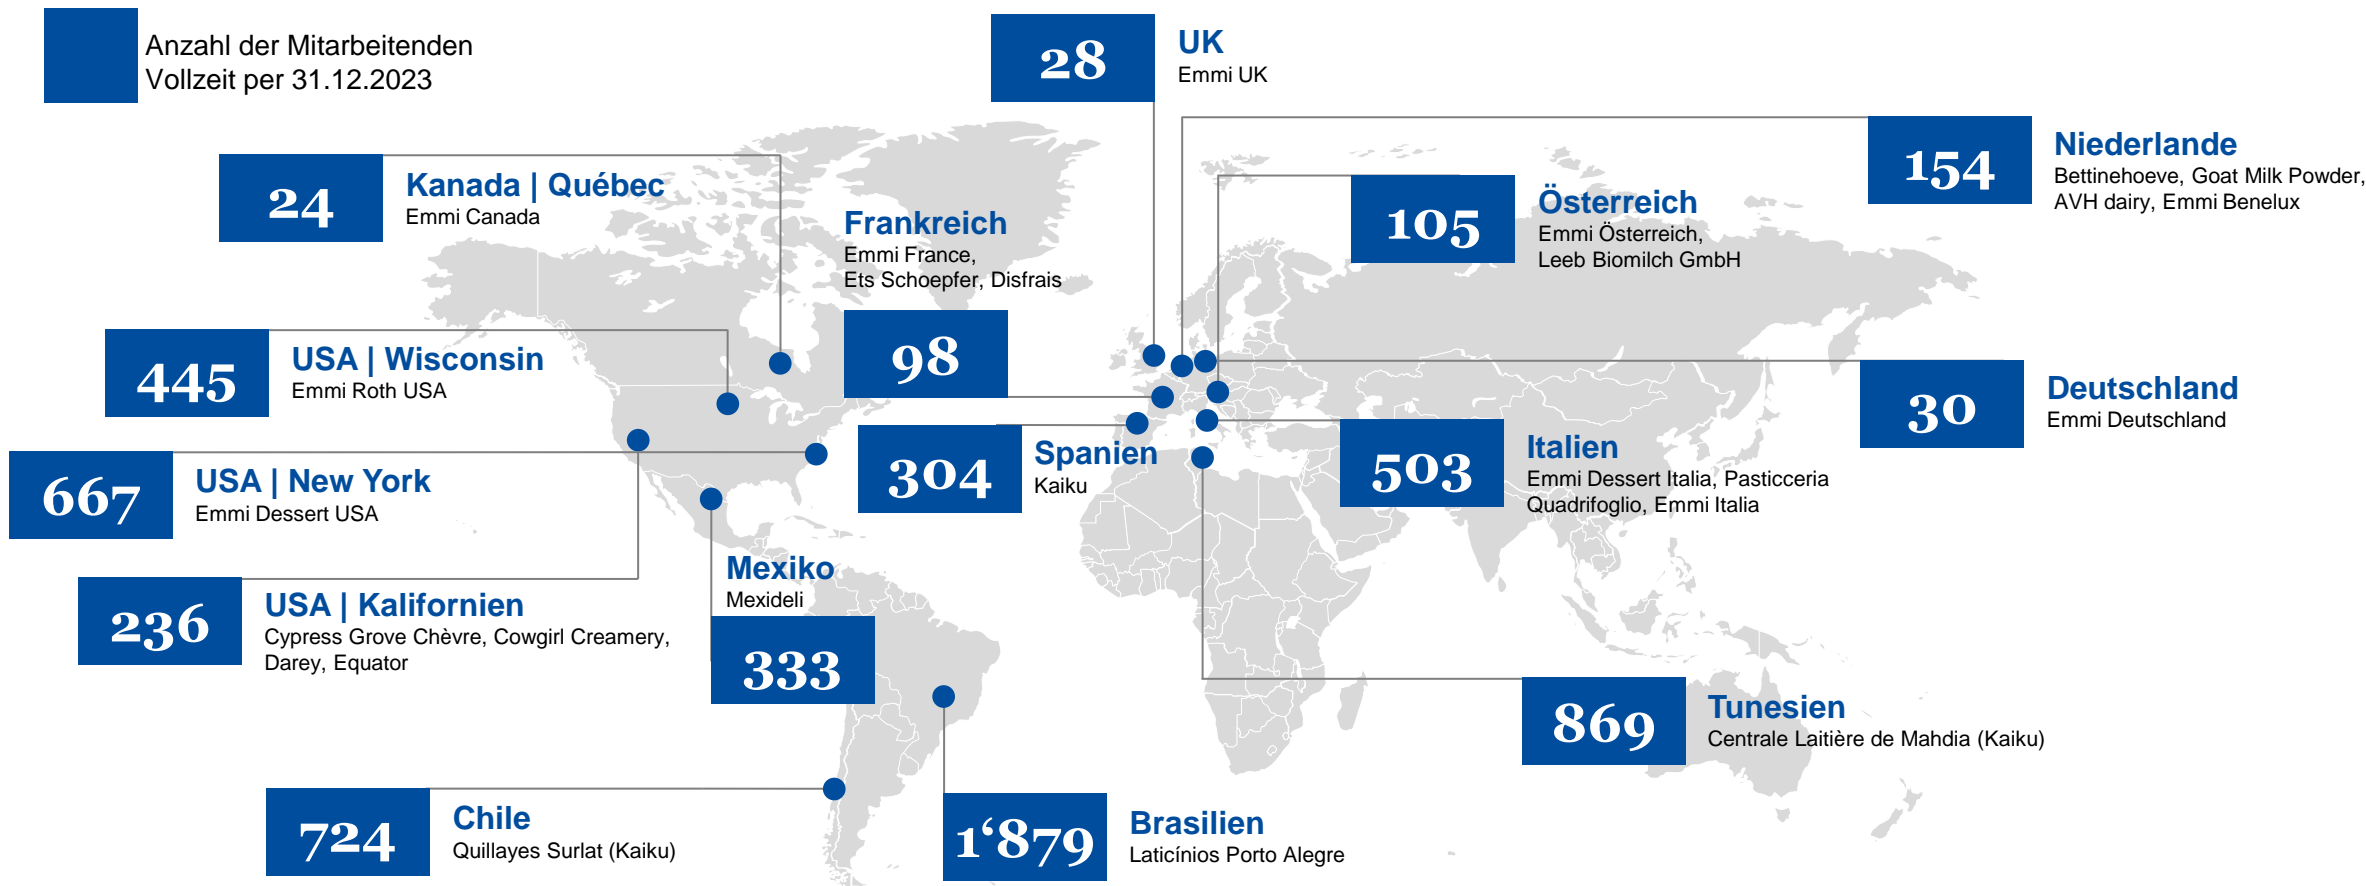 Anzahl der Mitarbeitenden
Vollzeit per 31.12.2023
28
UK
Emmi UK
154
Niederlande
Bettinehoeve, Goat Milk Powder,
AVH dairy, Emmi Benelux
24
Kanada | Québec
Emmi Canada
Frankreich
Emmi France,
Ets Schoepfer, Disfrais
98
105
Österreich
Emmi Österreich,
Leeb Biomilch GmbH
445
USA | Wisconsin
Emmi Roth USA
30
Deutschland
Emmi Deutschland
304
Spanien
Kaiku
503
Italien
Emmi Dessert Italia, Pasticceria
Quadrifoglio, Emmi Italia
667
USA | New York
Emmi Dessert USA
Mexiko
Mexideli
333
236
USA | Kalifornien
Cypress Grove Chèvre, Cowgirl Creamery,
Darey, Equator
869
Tunesien
Centrale Laitière de Mahdia (Kaiku)
724
Chile
Quillayes Surlat (Kaiku)
1‘879
Brasilien
Laticínios Porto Alegre